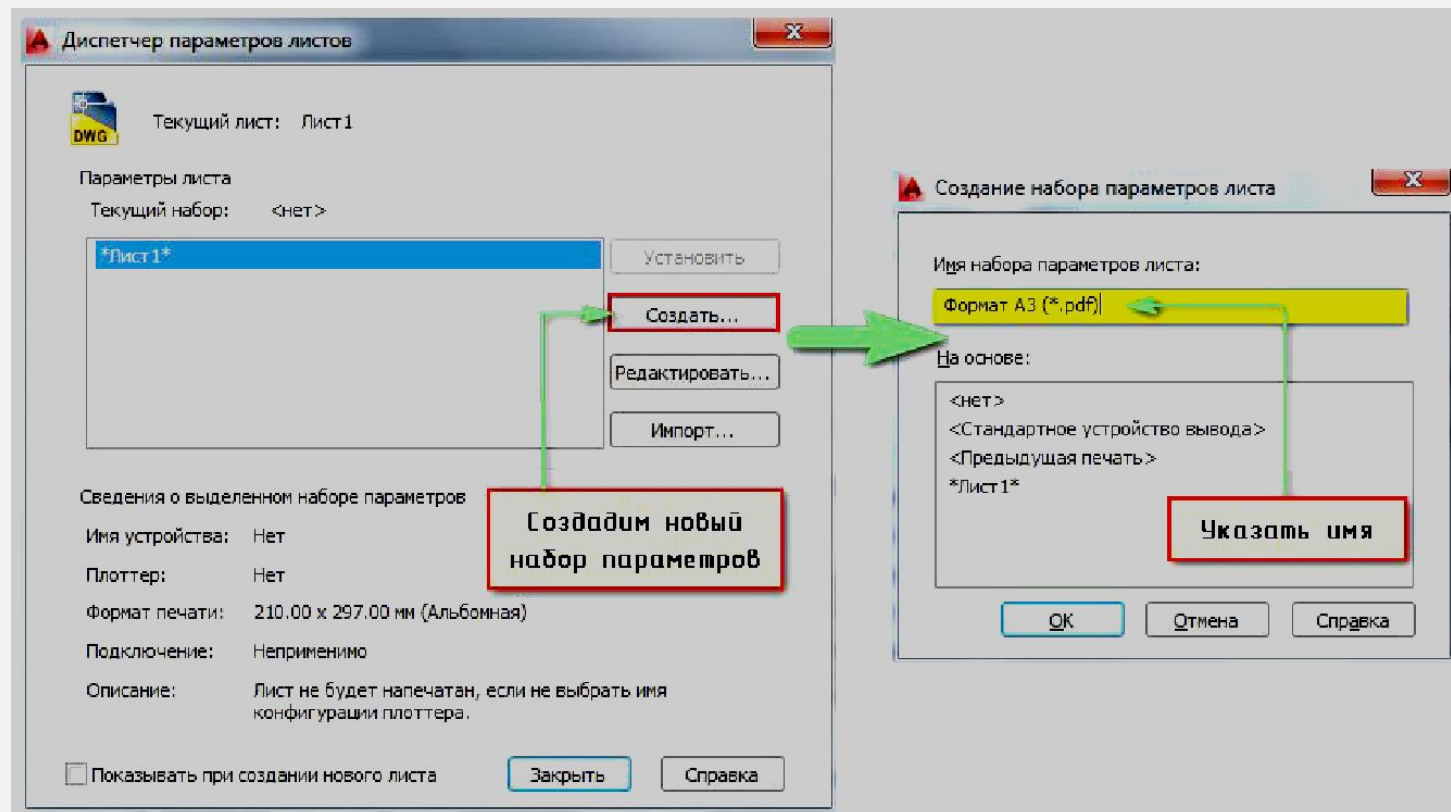 Диспетчер параметров листов
DWG
Текущий лист: Лист1
Параметры листа
Текущий набор: <нет>
*Лист1*
Установить
Создать...
Редактировать...
Импорт...
Сведения о выделенном наборе параметров
Имя устройства: Нет
Плоттер: Нет
Формат печати: 210.00 x 297.00 мм (Альбомная)
Подключение: Неприменимо
Описание: Лист не будет напечатан, если не выбрать имя
конфигурации плоттера.
Создадим новый
набор параметров
Показывать при создании нового листа
Закрыть
Справка
Создание набора параметров листа
Имя набора параметров листа:
Формат А3 (*.pdf)
На основе:
<нет>
<Стандартное устройство вывода>
<Предыдущая печать>
*Лист1*
Указать имя
ОК
Отмена
Справка